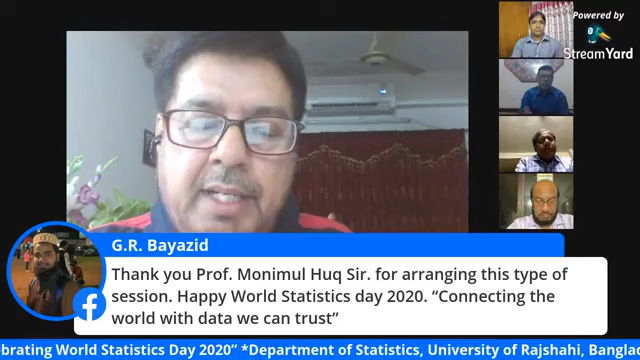 Powered by
StreamYard
G.R. Bayazid
Thank you Prof. Monimul Huq Sir. for arranging this type of
session. Happy World Statistics day 2020. “Connecting the
world with data we can trust”
ebrating World Statistics Day 2020” *Department of Statistics, University of Rajshahi, Banglad